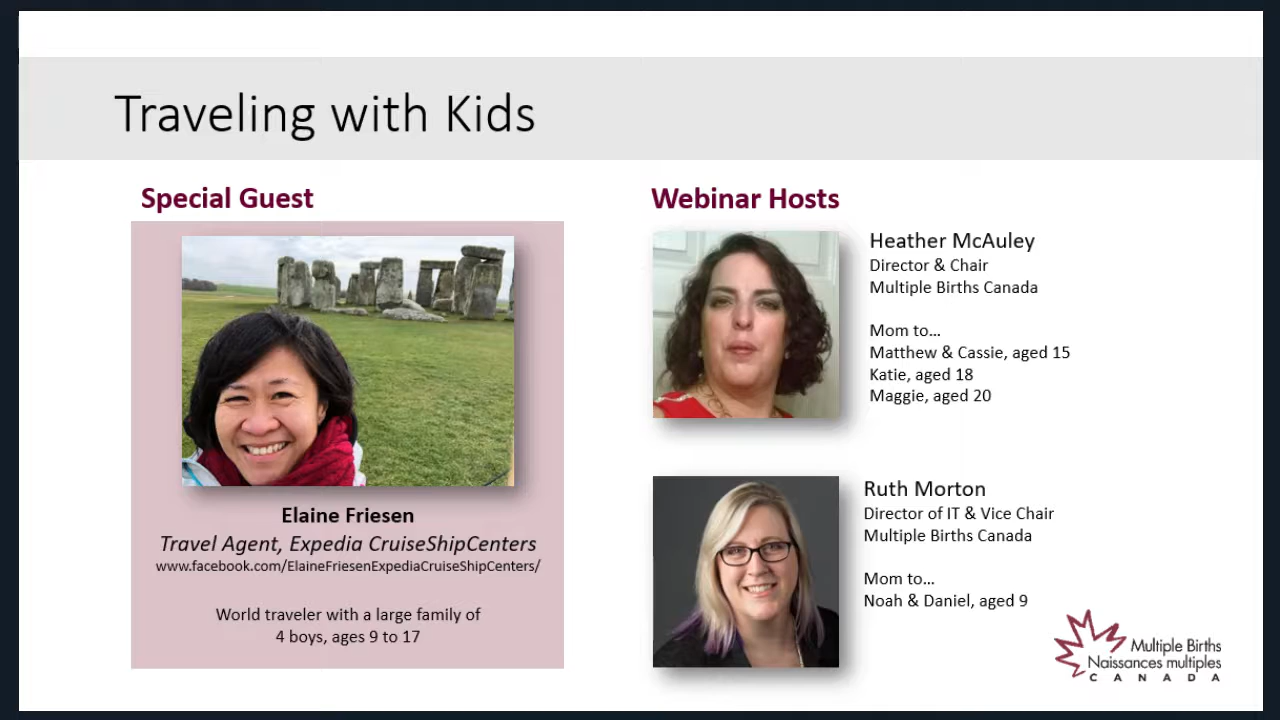 Traveling with Kids
Special Guest
Elaine Friesen
Travel Agent, Expedia CruiseShipCenters
www.facebook.com/ElaineFriesenExpediaCruiseShipCenters/
World traveler with a large family of
4 boys, ages 9 to 17
Webinar Hosts
Heather McAuley
Director & Chair
Multiple Births Canada
Mom to…
Matthew & Cassie, aged 15
Katie, aged 18
Maggie, aged 20
Ruth Morton
Director of IT & Vice Chair
Multiple Births Canada
Mom to…
Noah & Daniel, aged 9
Multiple Births
Naissances multiples
CANADA